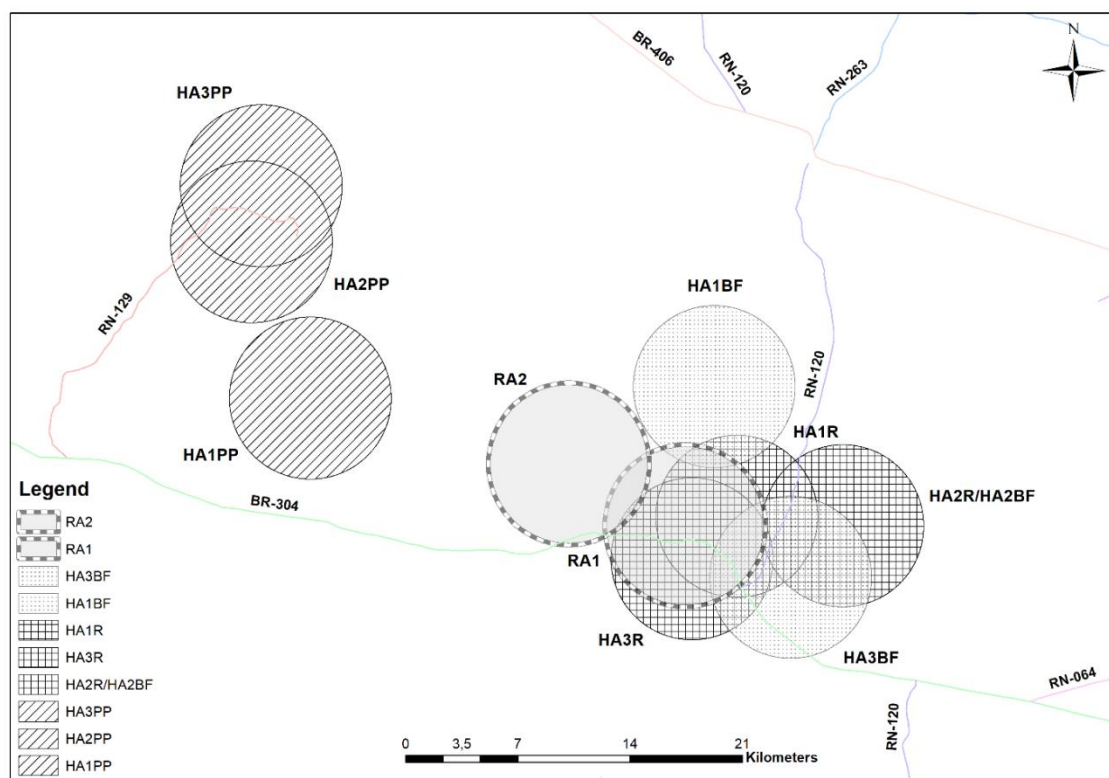 N
BR-406
RN-120
RN-263
HA3PP
HA2PP
RN-129
HA1BF
RN-120
RA2
HA1R
HA1PP
HA2R/HA2BF
Legend
BR-304
RA1
RA2
RA1
HA3BF
HA1BF
HA1R
HA3R
HA2R/HA2BF
HA3PP
HA2PP
HA1PP
HA3R
HA3BF
RN-064
RN-120
0 3,5 7 14 21
Kilometers